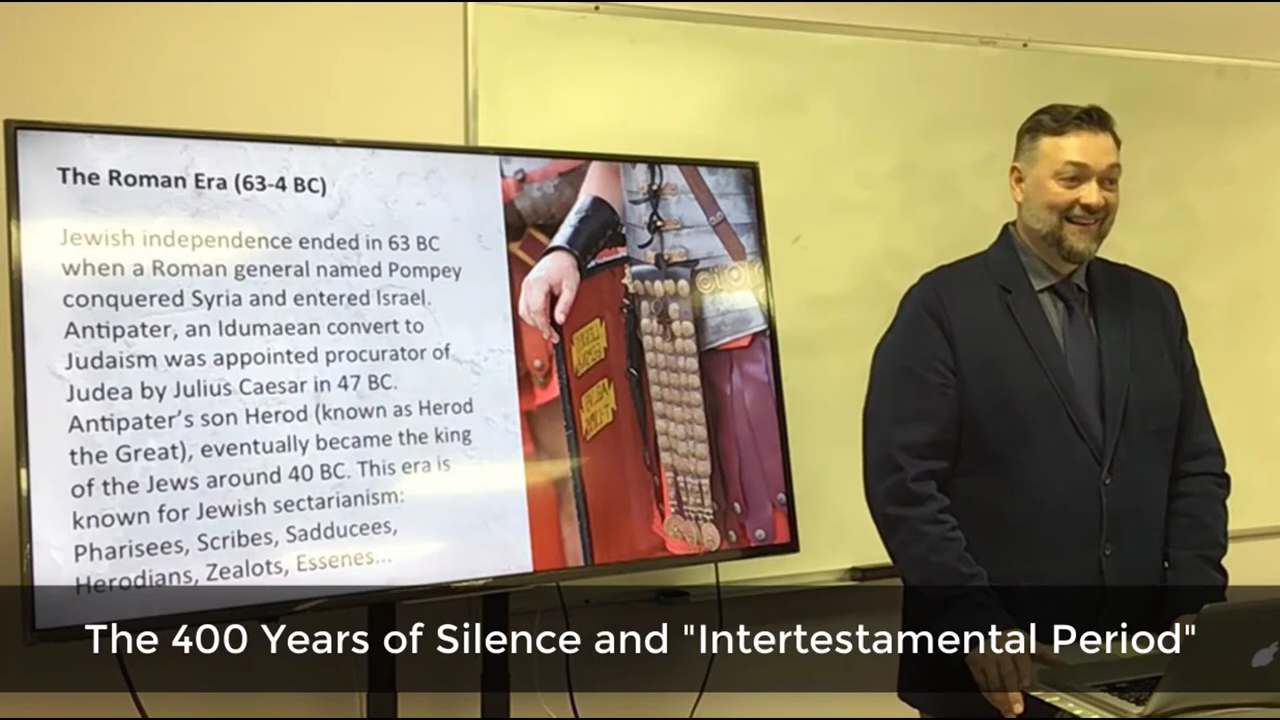 The Roman Era (63-4 BC)
Jewish independence ended in 63 BC
when a Roman general named Pompey
conquered Syria and entered Israel.
Antipater, an Idumaean convert to
Judaism was appointed procurator of
Judea by Julius Caesar in 47 BC.
Antipater’s son Herod (known as Herod
the Great), eventually became the king
of the Jews around 40 BC. This era is
known for Jewish sectarianism:
Pharisees, Scribes, Sadducees,
Herodians, Zealots, Essenes...
The 400 Years of Silence and "Intertestamental Period"